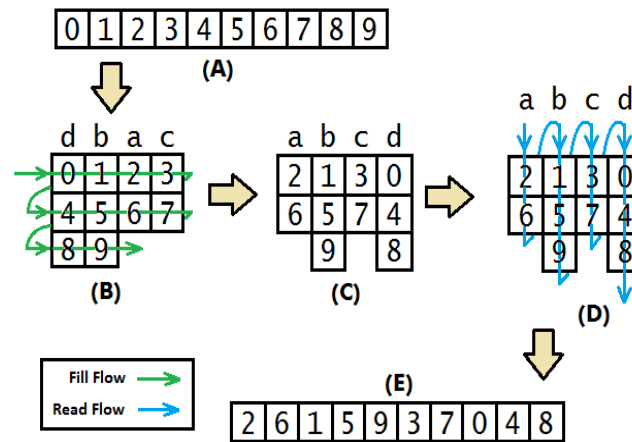 0 1 2 3 4 5 6 7 8 9
(A)
d b a c
0 1 2 3
4 5 6 7
8 9
(B)
a b c d
2 1 3 0
6 5 7 4
9 8
(C)
a b c d
2 1 3 0
6 5 7 4
9 8
(D)
Fill Flow
Read Flow
(E)
2 6 1 5 9 3 7 0 4 8